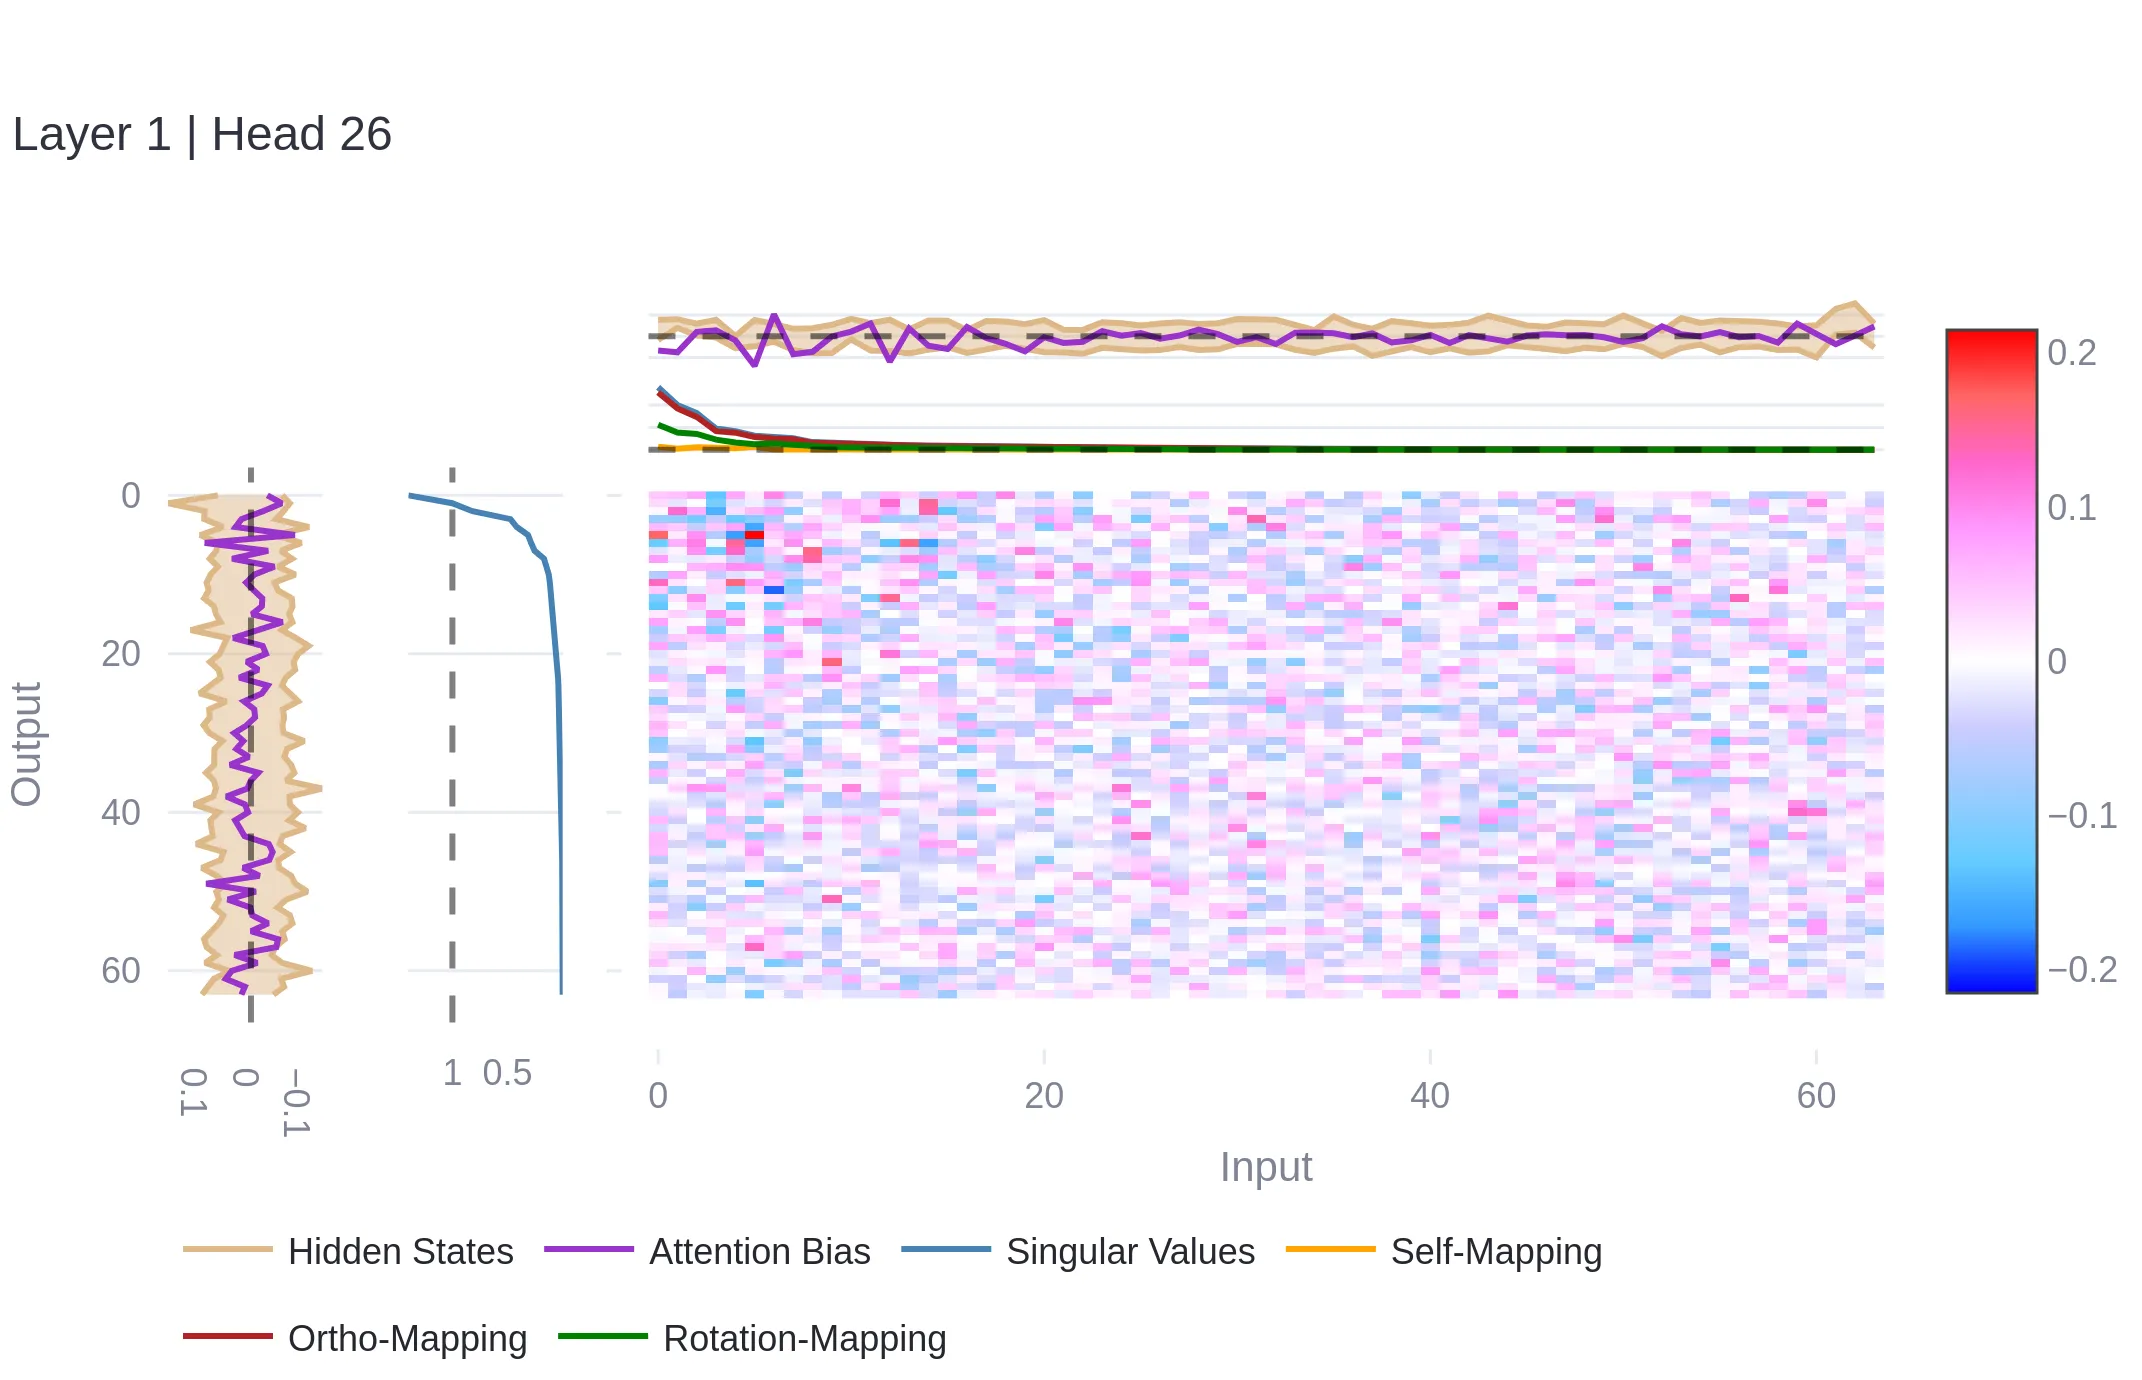 Layer 1 | Head 26
0.2
0.1
0
−0.1
−0.2
0
20
40
60
Output
0.1
0
−0.1
1
0.5
0
20
40
60
Input
Hidden States
Attention Bias
Singular Values
Self-Mapping
Ortho-Mapping
Rotation-Mapping